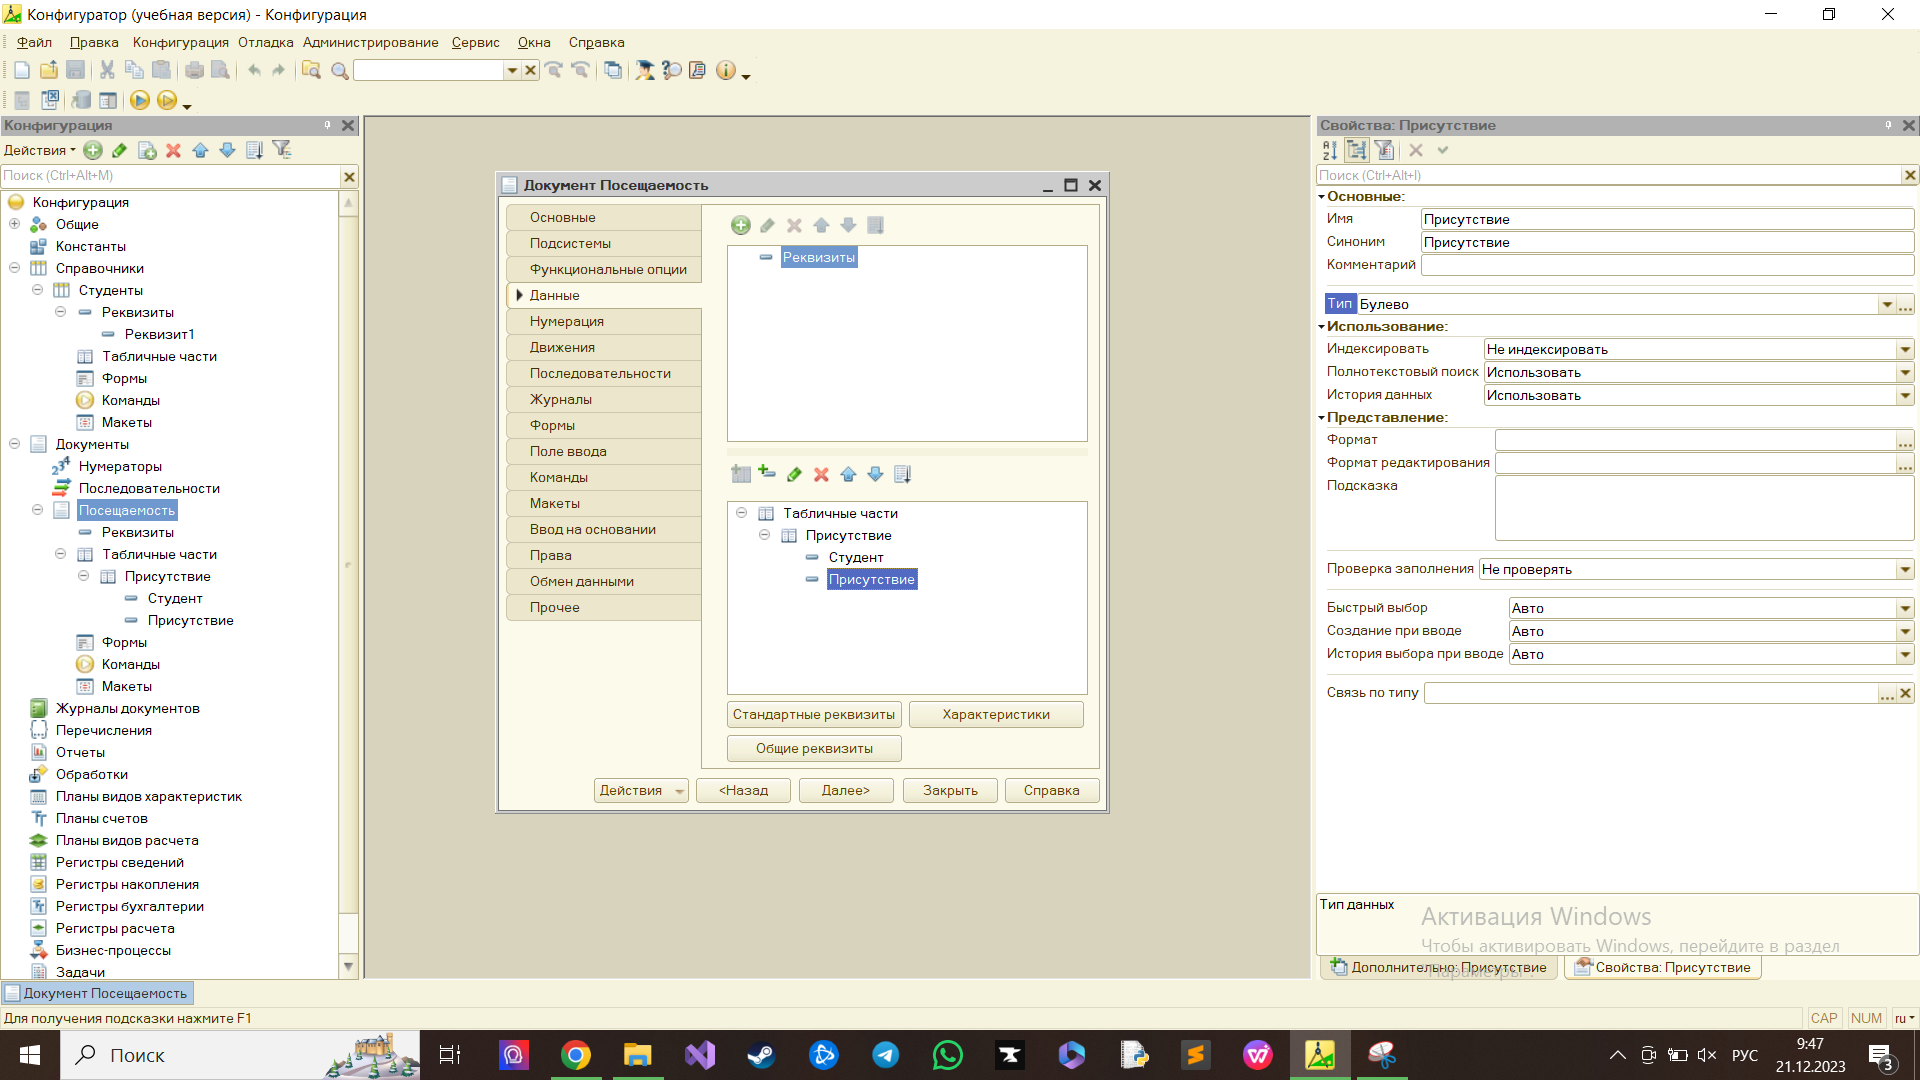 Конфигуратор (учебная версия) - Конфигурация
Файл Правка Конфигурация Отладка Администрирование Сервис Окна Справка
Конфигурация
Действия
Поиск (Ctrl+Alt+M)
Конфигурация
Общие
Константы
Справочники
Студенты
Реквизиты
Реквизит1
Табличные части
Формы
Команды
Макеты
Документы
Нумераторы
Последовательности
Посещаемость
Реквизиты
Табличные части
Присутствие
Студент
Присутствие
Формы
Команды
Макеты
Журналы документов
Перечисления
Отчеты
Обработки
Планы видов характеристик
Планы счетов
Планы видов расчета
Регистры сведений
Регистры накопления
Регистры бухгалтерии
Регистры расчета
Бизнес-процессы
Задачи
Документ Посещаемость
Основные
Подсистемы
Функциональные опции
Данные
Нумерация
Движения
Последовательности
Журналы
Формы
Поле ввода
Команды
Макеты
Ввод на основании
Права
Обмен данными
Прочее
Реквизиты
Табличные части
Присутствие
Студент
Присутствие
Стандартные реквизиты Характеристики
Общие реквизиты
Действия <Назад Далее> Закрыть Справка
Свойства: Присутствие
Поиск (Ctrl+Alt+I)
Основные:
Имя Присутствие
Синоним Присутствие
Комментарий
Тип Булево
Использование:
Индексировать Не индексировать
Полнотекстовый поиск Использовать
История данных Использовать
Представление:
Формат
Формат редактирования
Подсказка
Проверка заполнения Не проверять
Быстрый выбор Авто
Создание при вводе Авто
История выбора при вводе Авто
Связь по типу
Тип данных
Активация Windows
Чтобы активировать Windows, перейдите в раздел
"Параметры".
Дополнительно: Присутствие Свойства: Присутствие
Документ Посещаемость
Для получения подсказки нажмите F1 CAP NUM ru
Поиск
РУС
9:47
21.12.2023
3